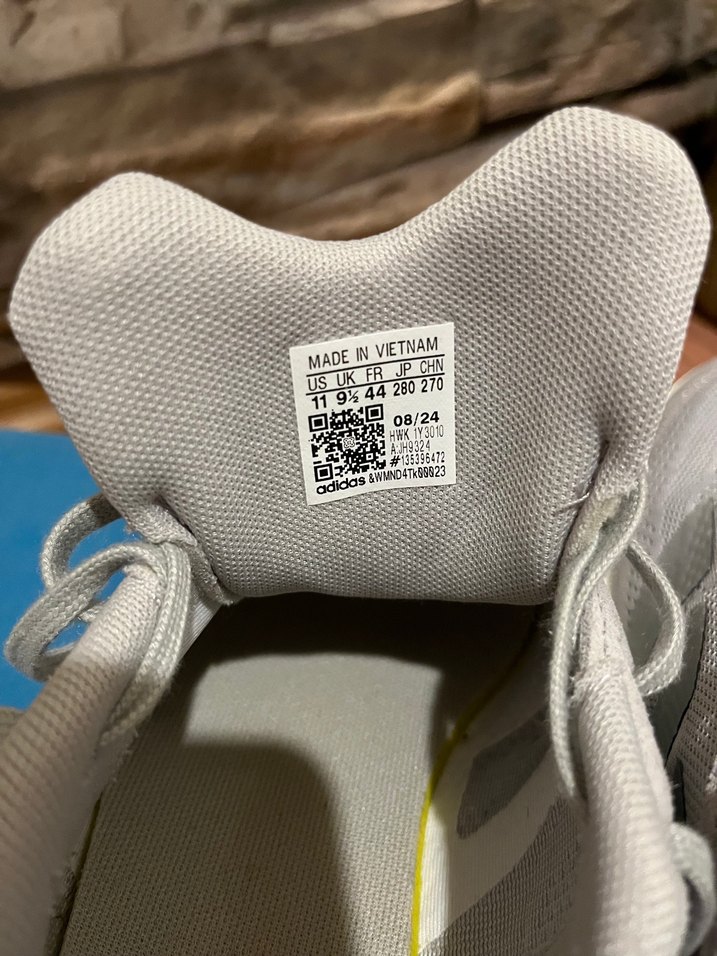 MADE IN VIETNAM
US UK FR JP CHN
11 9½ 44 280 270
08/24
HWK 1Y3010
A:JH9324
#135396472
adidas &WMND4Tk00023